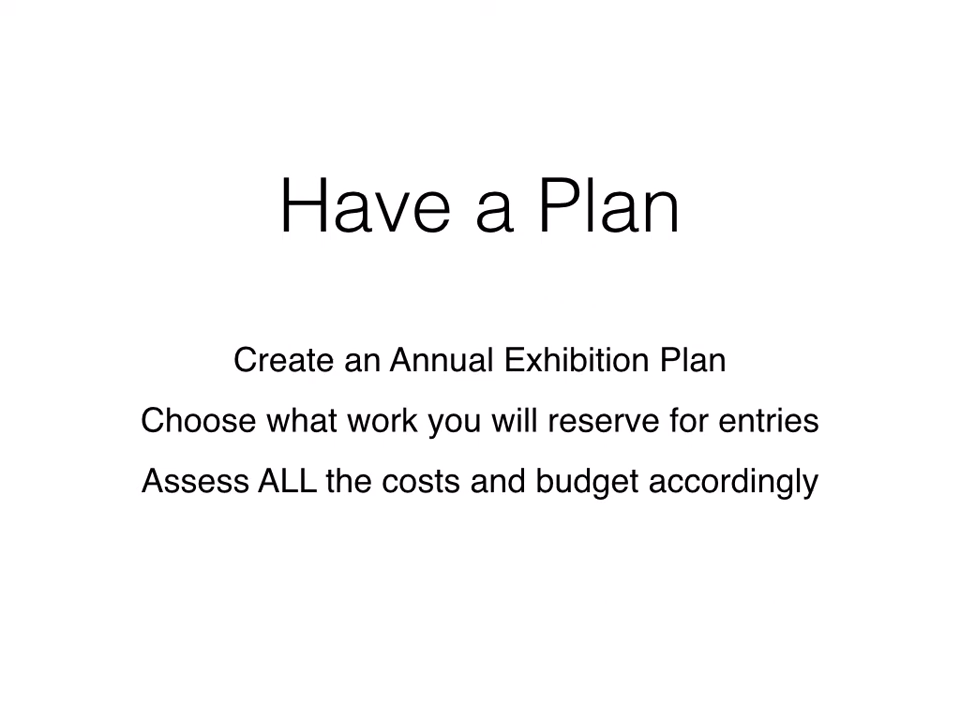 Have a Plan
Create an Annual Exhibition Plan
Choose what work you will reserve for entries
Assess ALL the costs and budget accordingly